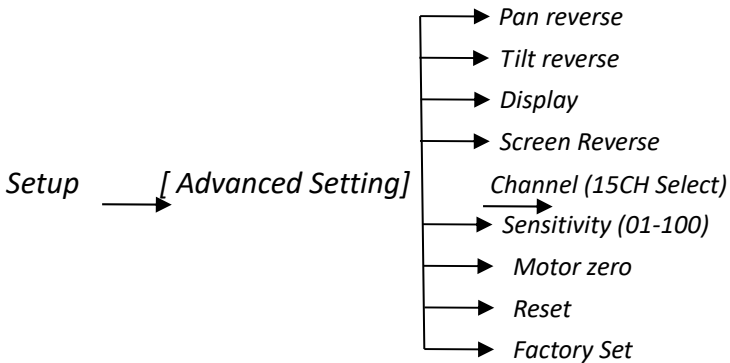 Pan reverse
Tilt reverse
Display
Screen Reverse
Setup [ Advanced Setting] Channel (15CH Select)
Sensitivity (01-100)
Motor zero
Reset
Factory Set